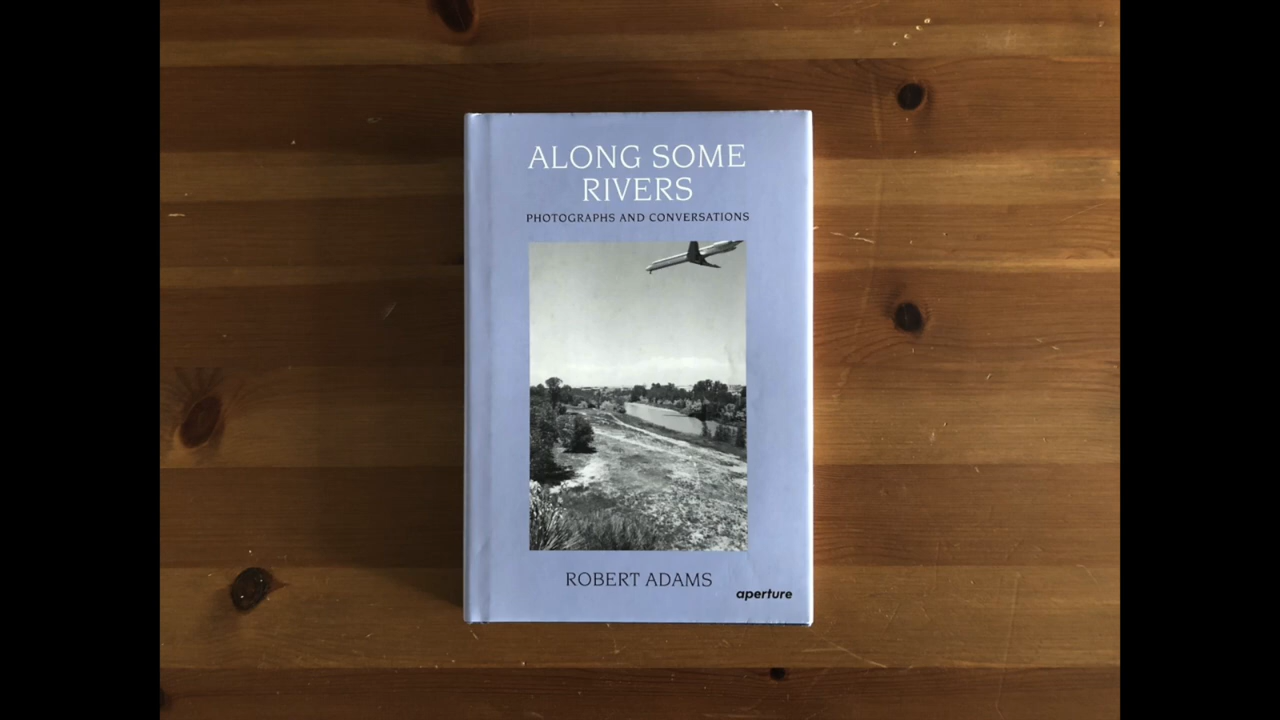 ALONG SOME
RIVERS
PHOTOGRAPHS AND CONVERSATIONS
ROBERT ADAMS
aperture